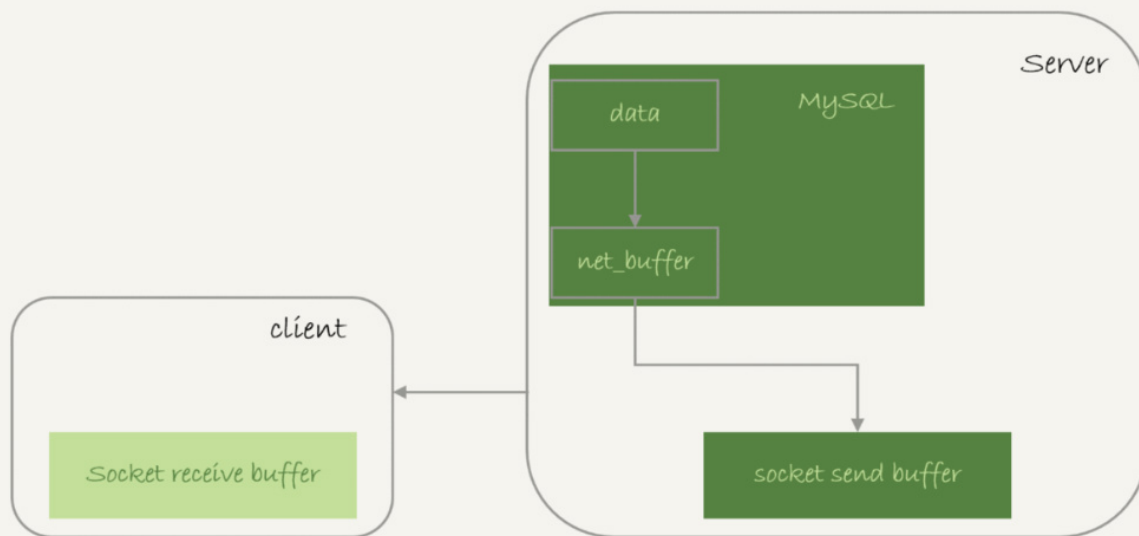 Server
MySQL
data
net_buffer
client
Socket receive buffer
socket send buffer